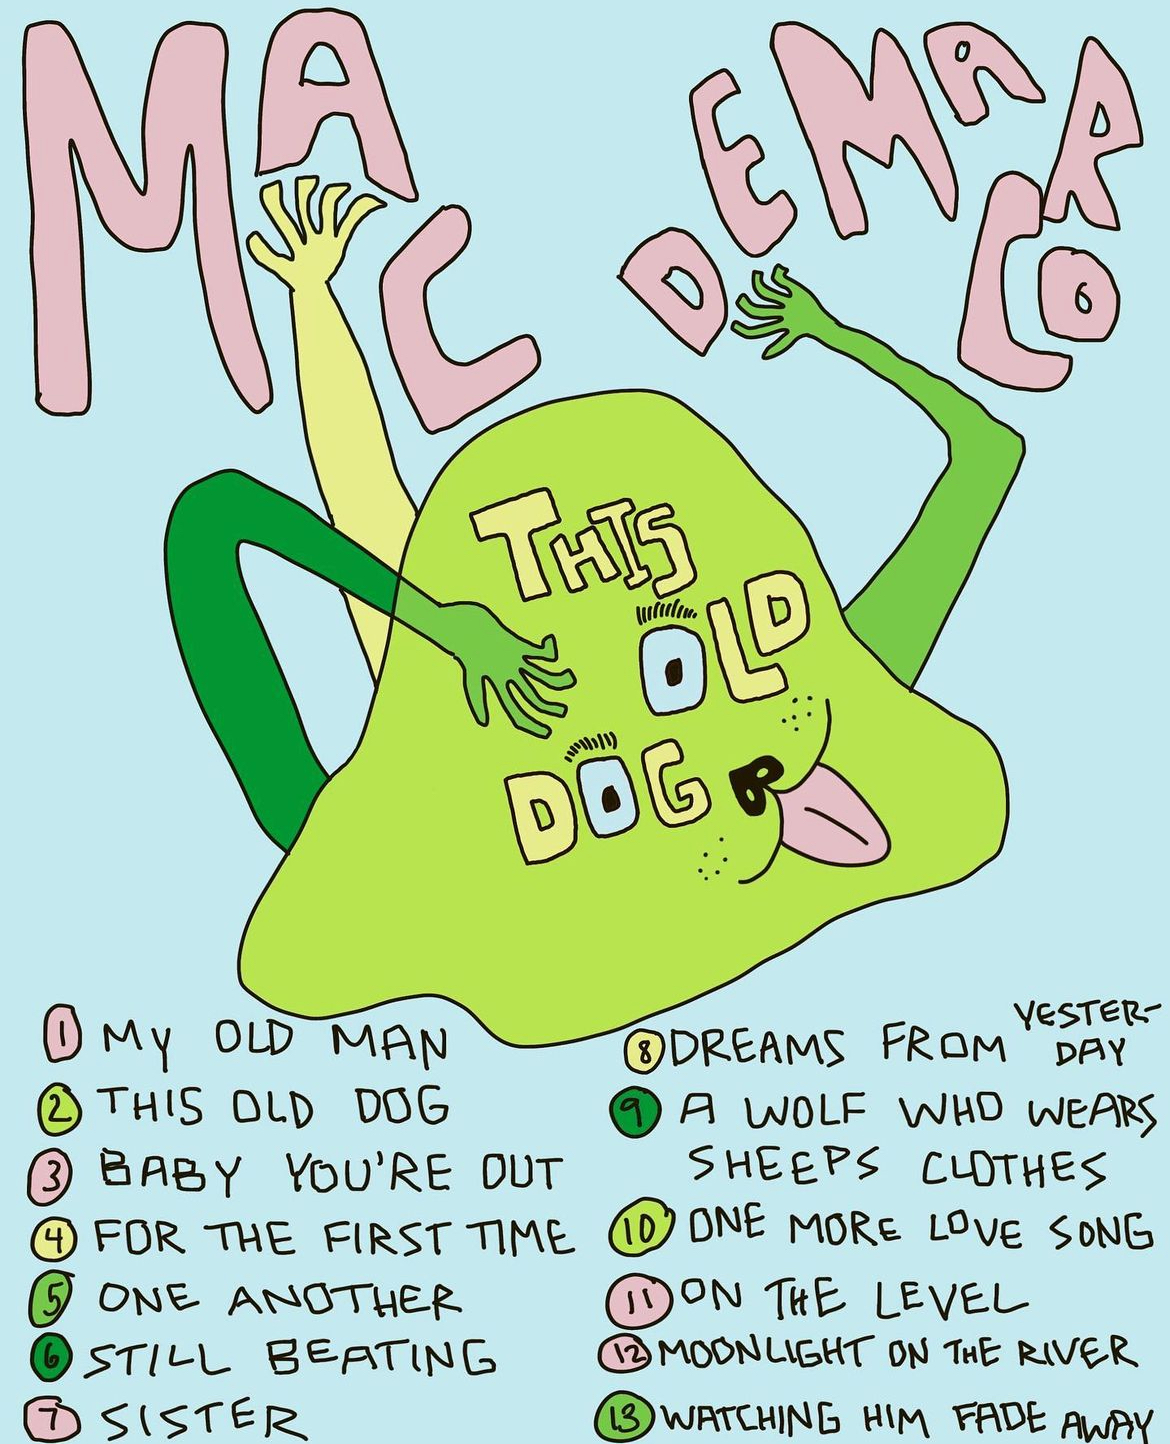 MAC DEMARCO
THIS
OLD
DOG
1 MY OLD MAN
2 THIS OLD DOG
3 BABY YOU'RE OUT
4 FOR THE FIRST TIME
5 ONE ANOTHER
6 STILL BEATING
7 SISTER
8 DREAMS FROM YESTER-
DAY
9 A WOLF WHO WEARS
SHEEPS CLOTHES
10 ONE MORE LOVE SONG
11 ON THE LEVEL
12 MOONLIGHT ON THE RIVER
13 WATCHING HIM FADE AWAY